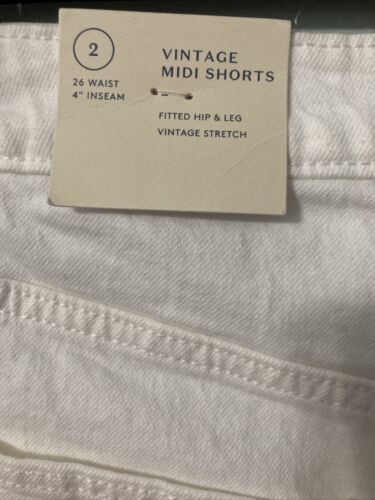 2
26 WAIST
4" INSEAM
VINTAGE
MIDI SHORTS
FITTED HIP & LEG
VINTAGE STRETCH